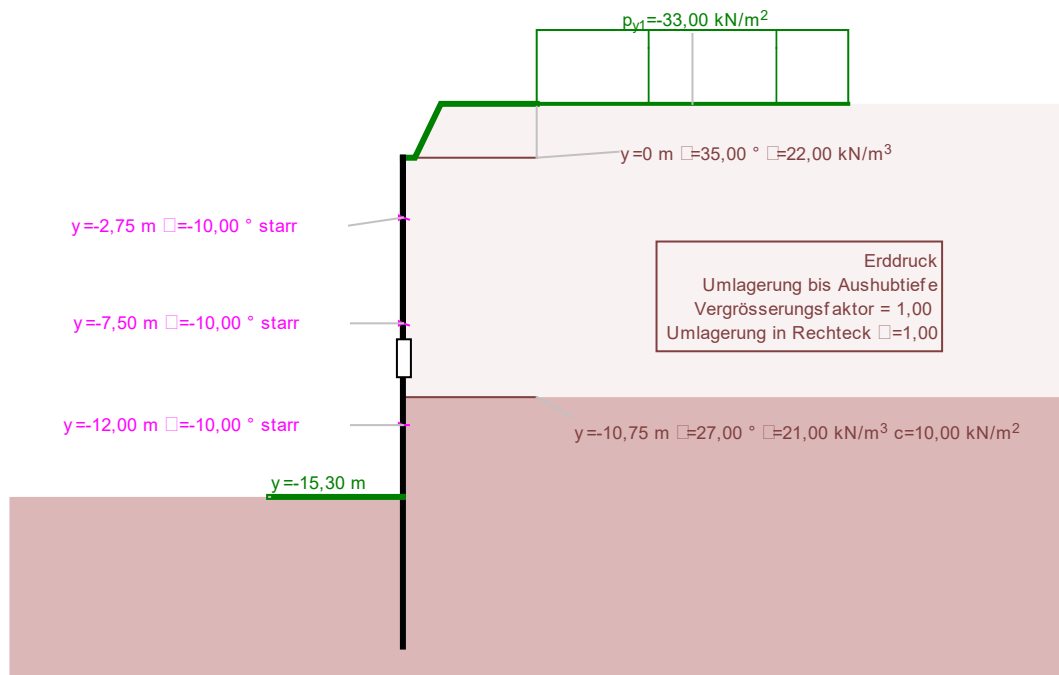 py1=-33,00 kN/m²
y=0 m □=35,00 ° □=22,00 kN/m³
y=-2,75 m □=-10,00 ° starr
Erddruck
Umlagerung bis Aushubtiefe
Vergrösserungsfaktor = 1,00
Umlagerung in Rechteck □=1,00
y=-7,50 m □=-10,00 ° starr
y=-12,00 m □=-10,00 ° starr
y=-10,75 m □=27,00 ° □=21,00 kN/m³ c=10,00 kN/m²
y=-15,30 m